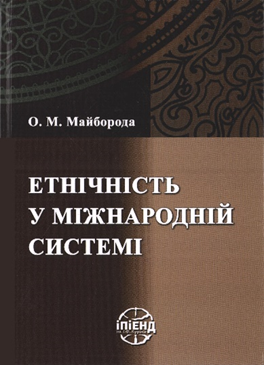 О. М. Майборода
ЕТНІЧНІСТЬ
У МІЖНАРОДНІЙ
СИСТЕМІ
ІПіЕНД